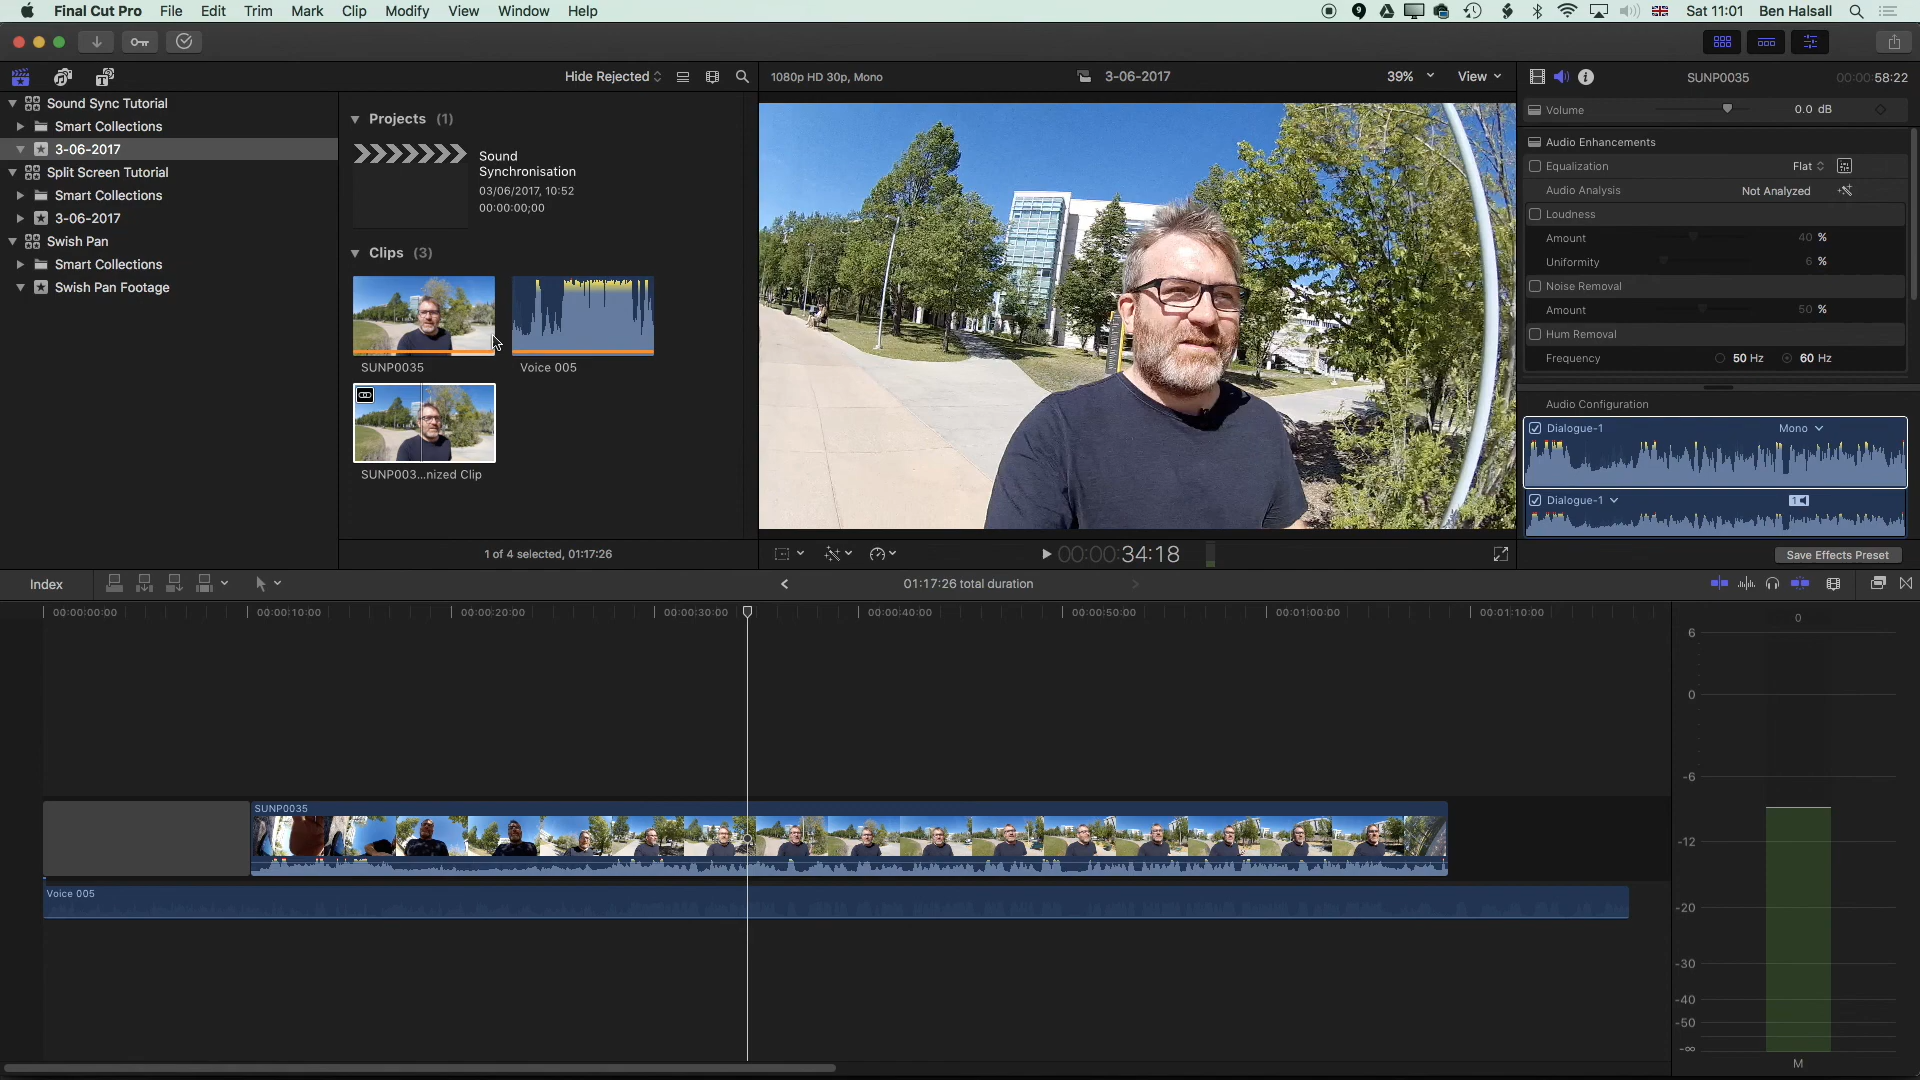 Final Cut Pro File Edit Trim Mark Clip Modify View Window Help
9 Sat 11:01 Ben Halsall
Hide Rejected
1080p HD 30p, Mono
3-06-2017
39%
View
SUNP0035
00:00:58:22
Sound Sync Tutorial
Smart Collections
3-06-2017
Split Screen Tutorial
Smart Collections
3-06-2017
Swish Pan
Smart Collections
Swish Pan Footage
Projects (1)
Sound
Synchronisation
03/06/2017, 10:52
00:00:00;00
Clips (3)
SUNP0035
Voice 005
SUNP003...nized Clip
1 of 4 selected, 01:17:26
00:00:34:18
Volume 0.0 dB
Audio Enhancements
Equalization Flat
Audio Analysis Not Analyzed
Loudness
Amount 40 %
Uniformity 6 %
Noise Removal
Amount 50 %
Hum Removal
Frequency 50 Hz 60 Hz
Audio Configuration
Dialogue-1 Mono
Dialogue-1 1
Save Effects Preset
Index
01:17:26 total duration
00:00:00:00 00:00:10:00 00:00:20:00 00:00:30:00 00:00:40:00 00:00:50:00 00:01:00:00 00:01:10:00
SUNP0035
Voice 005
0
6
0
-6
-12
-20
-30
-40
-50
-∞
M